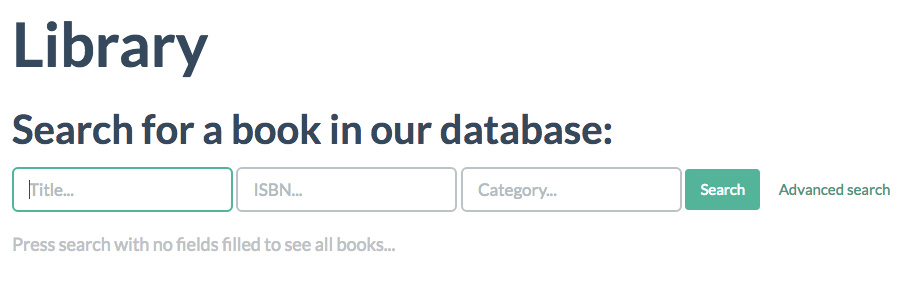 Library
Search for a book in our database:
Title... ISBN... Category... Search Advanced search
Press search with no fields filled to see all books...